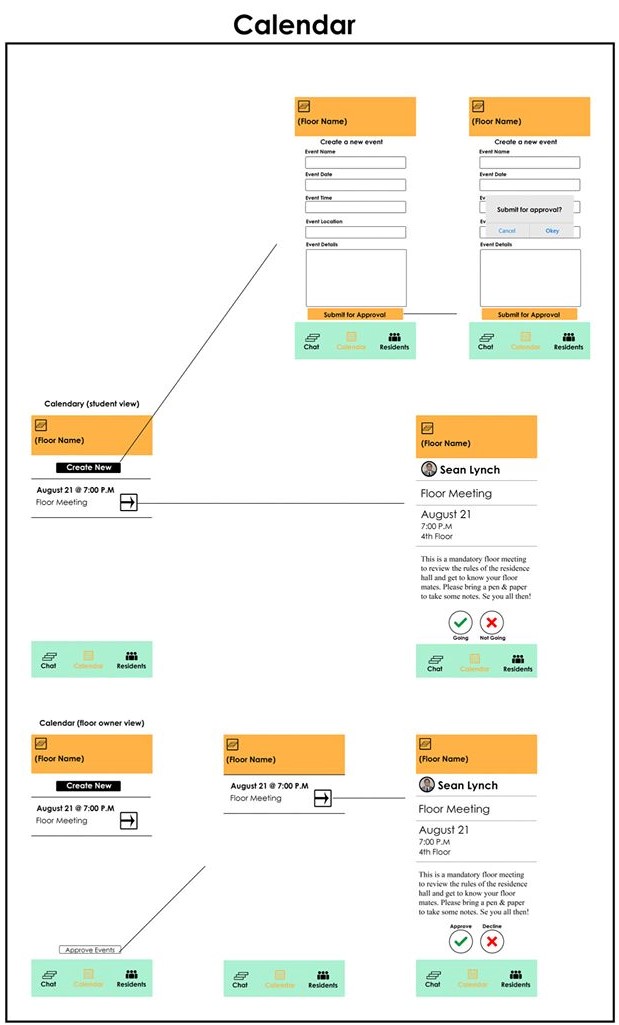 Calendar
(Floor Name)
Create a new event
Event Name
Event Date
Event Time
Event Location
Event Details
Submit for Approval
Chat
Calendar
Residents
(Floor Name)
Create a new event
Event Name
Event Date
Ev
Submit for approval?
Cancel
Okey
Ev
Event Details
Submit for Approval
Chat
Calendar
Residents
Calendary (student view)
(Floor Name)
Create New
August 21 @ 7:00 P.M
Floor Meeting
Chat
Calendar
Residents
(Floor Name)
Sean Lynch
Floor Meeting
August 21
7:00 P.M
4th Floor
This is a mandatory floor meeting
to review the rules of the residence
hall and get to know your floor
mates. Please bring a pen & paper
to take some notes. Se you all then!
Going
Not Going
Chat
Calendar
Residents
Calendar (floor owner view)
(Floor Name)
Create New
August 21 @ 7:00 P.M
Floor Meeting
Approve Events
Chat
Calendar
Residents
(Floor Name)
August 21 @ 7:00 P.M
Floor Meeting
Chat
Calendar
Residents
(Floor Name)
Sean Lynch
Floor Meeting
August 21
7:00 P.M
4th Floor
This is a mandatory floor meeting
to review the rules of the residence
hall and get to know your floor
mates. Please bring a pen & paper
to take some notes. Se you all then!
Approve
Decline
Chat
Calendar
Residents